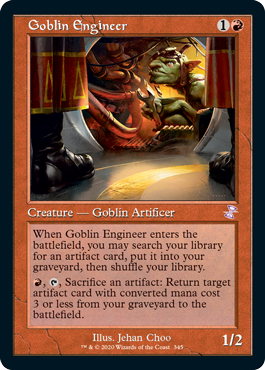 Goblin Engineer 1
Creature — Goblin Artificer
When Goblin Engineer enters the
battlefield, you may search your library
for an artifact card, put it into your
graveyard, then shuffle your library.
, , Sacrifice an artifact: Return target
artifact card with converted mana cost
3 or less from your graveyard to the
battlefield.
Illus. Jehan Choo
™ & © 2020 Wizards of the Coast 345
1/2